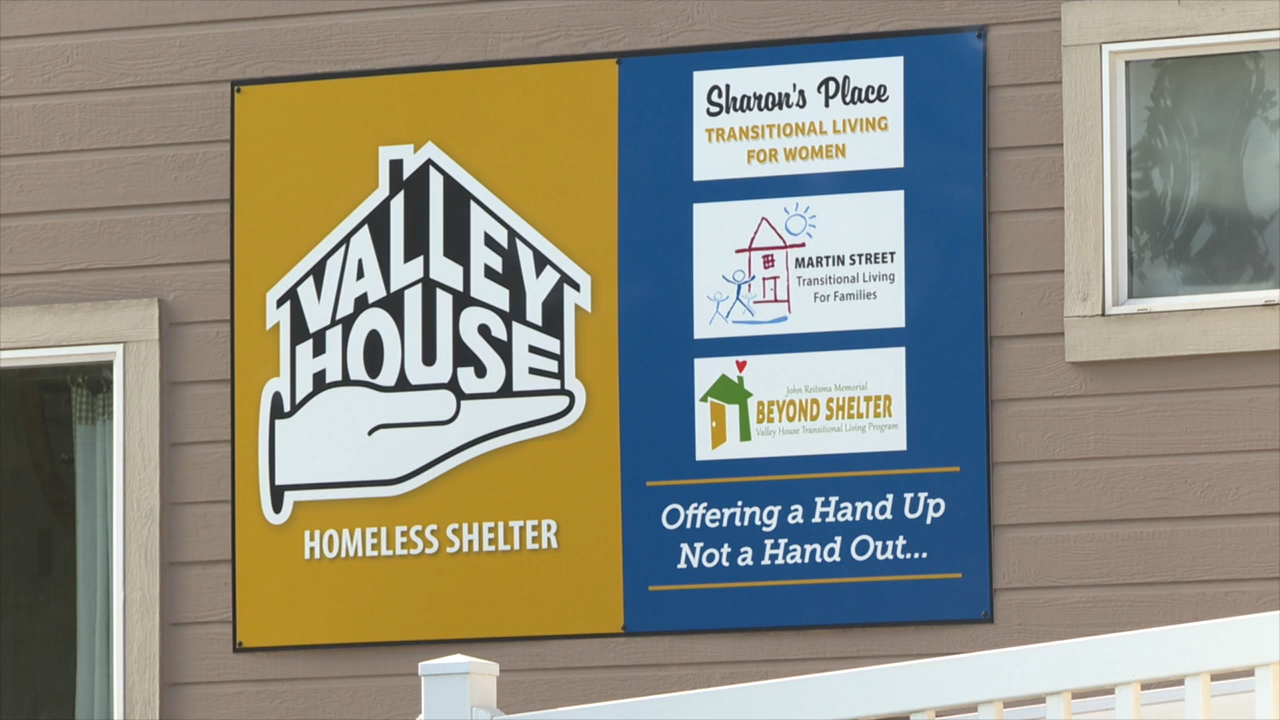 VALLEY
HOUSE
HOMELESS SHELTER
Sharon's Place
TRANSITIONAL LIVING
FOR WOMEN
MARTIN STREET
Transitional Living
For Families
John Reitsma Memorial
BEYOND SHELTER
Valley House Transitional Living Program
Offering a Hand Up
Not a Hand Out...